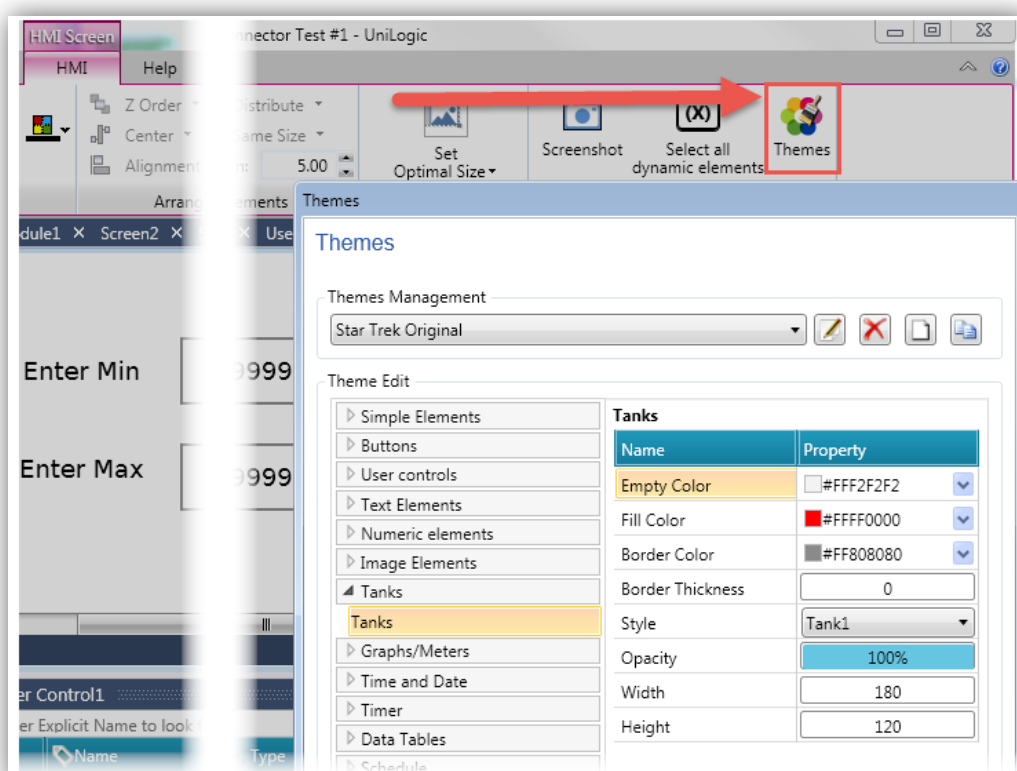 HMI Screen
nnector Test #1 - UniLogic
HMI Help
Z Order
Distribute
Center
Same Size
Alignment
n: 5.00
Set
Optimal Size
Screenshot
(X)
Select all
dynamic elements
Themes
Arrang
ements
dule1 × Screen2 ×
× Use
Enter Min
9999
Enter Max
9999
er Control1
er Explicit Name to look
Name
Type
Themes
Themes
Themes Management
Star Trek Original
Theme Edit
Simple Elements
Buttons
User controls
Text Elements
Numeric elements
Image Elements
Tanks
Tanks
Graphs/Meters
Time and Date
Timer
Data Tables
Schedule
Tanks
Name Property
Empty Color #FFF2F2F2
Fill Color #FFFF0000
Border Color #FF808080
Border Thickness 0
Style Tank1
Opacity 100%
Width 180
Height 120